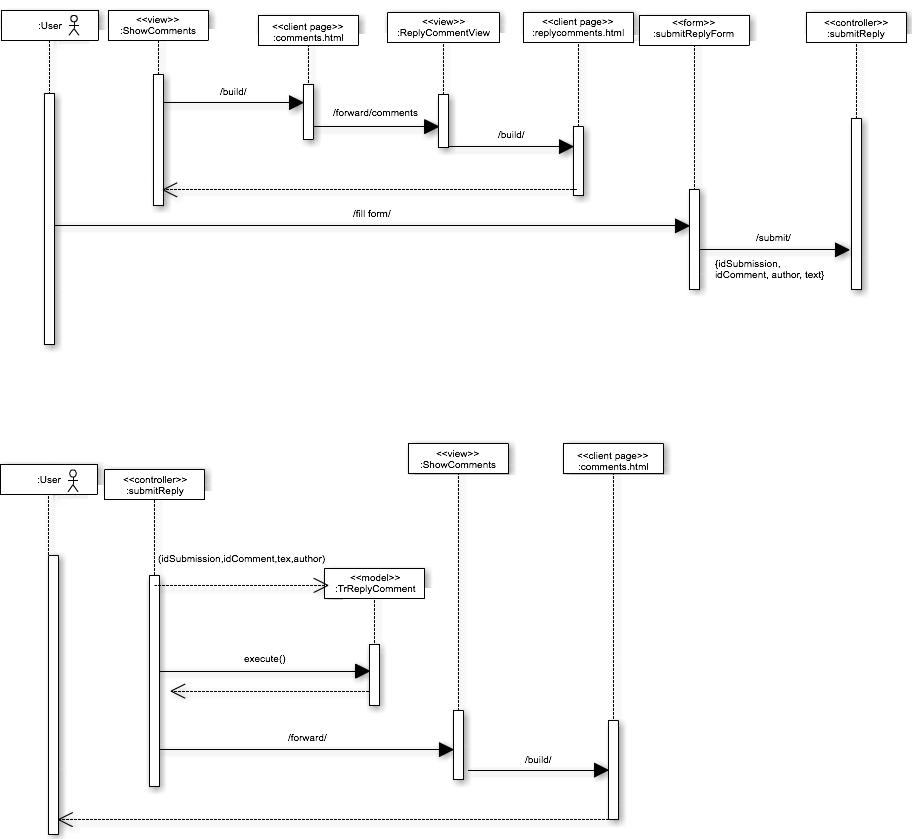 :User
<<view>>
:ShowComments
<<client page>>
:comments.html
<<view>>
:ReplyCommentView
<<client page>>
:replycomments.html
<<form>>
:submitReplyForm
<<controller>>
:submitReply
/build/
/forward/comments
/build/
/fill form/
/submit/
{idSubmission,
idComment, author, text}
:User
<<controller>>
:submitReply
<<view>>
:ShowComments
<<client page>>
:comments.html
(idSubmission,idComment,tex,author)
<<model>>
:TrReplyComment
execute()
/forward/
/build/